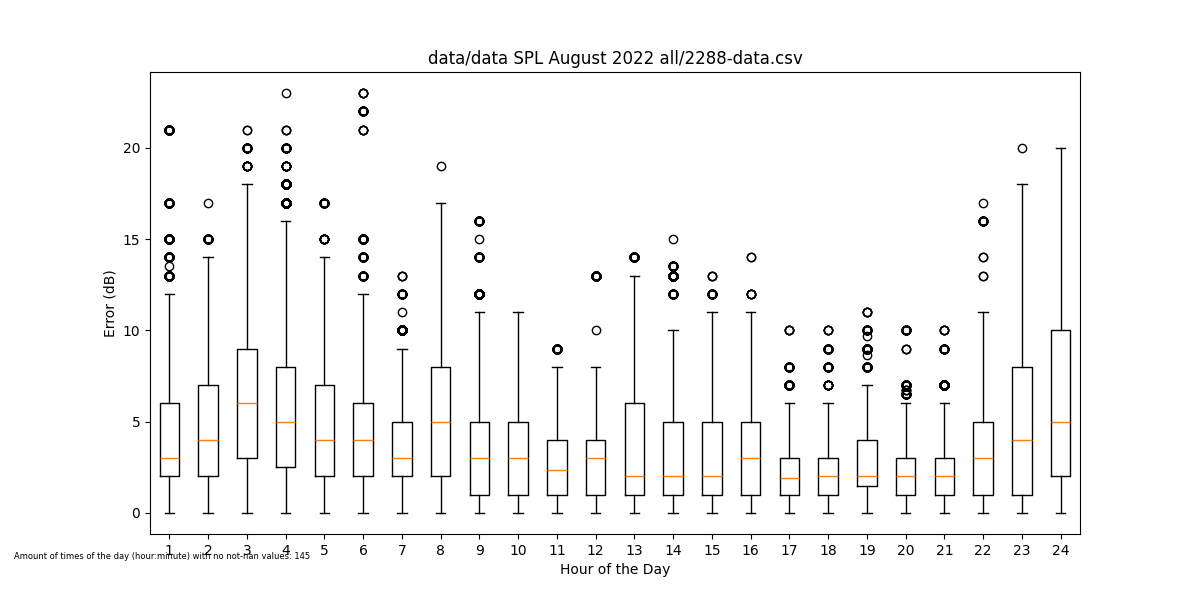 data/data SPL August 2022 all/2288-data.csv
20
15
10
5
0
Error (dB)
1 2 3 4 5 6 7 8 9 10 11 12 13 14 15 16 17 18 19 20 21 22 23 24
Amount of times of the day (hour:minute) with no not-nan values: 145
Hour of the Day